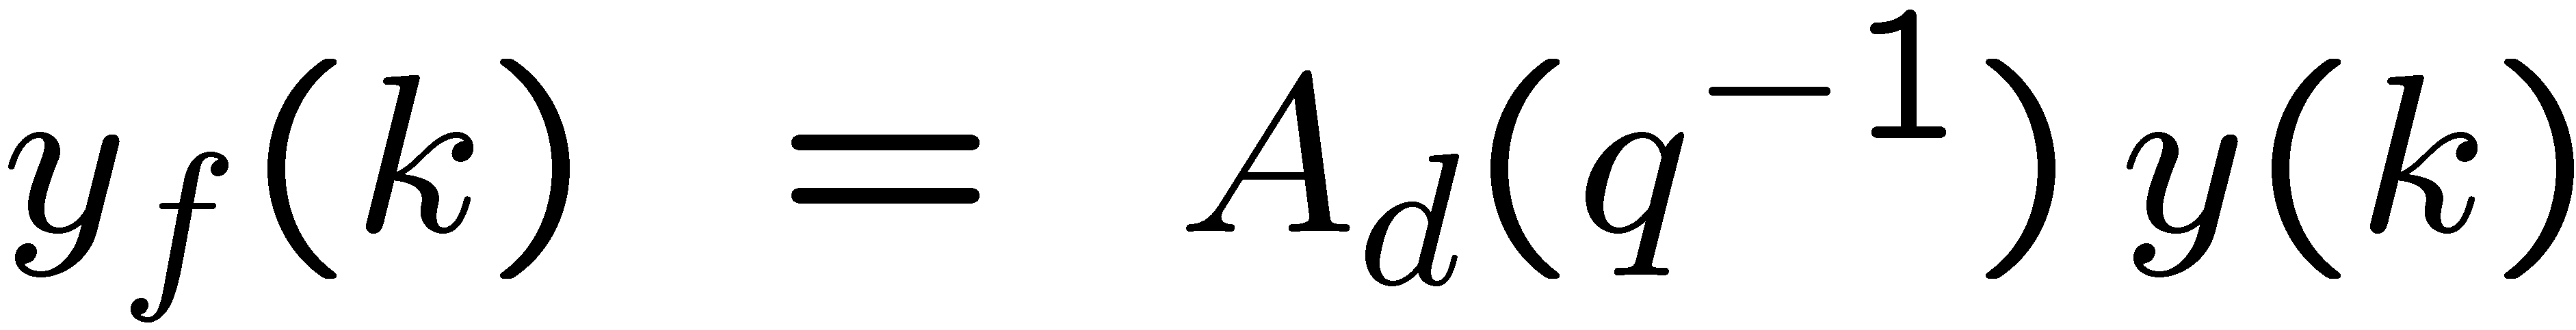 y_f(k) = A_d(q^{-1}) y(k)